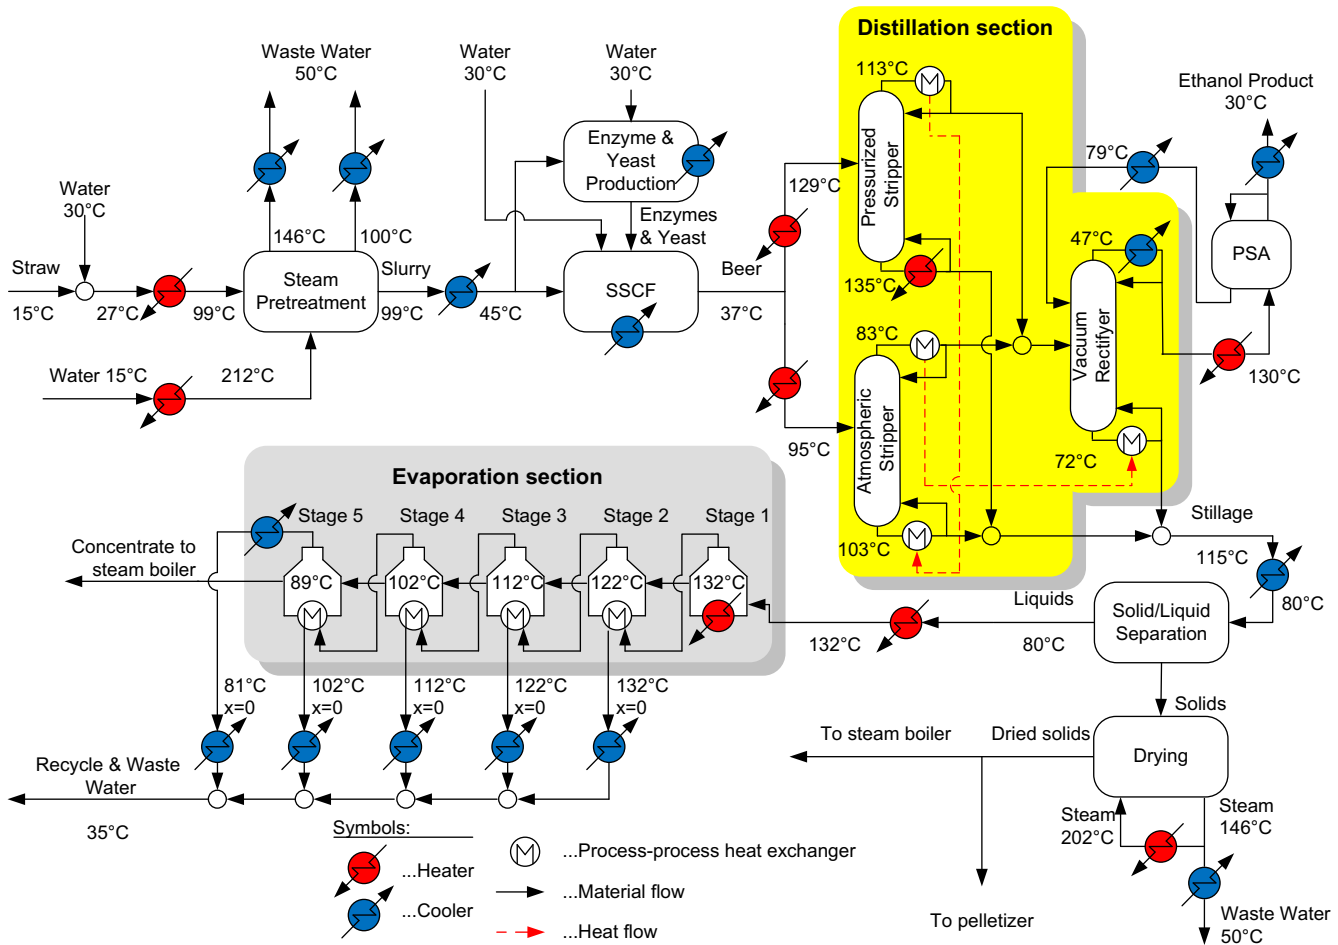 Distillation section
Waste Water
50°C
Water
30°C
Water
30°C
113°C
Ethanol Product
30°C
Enzyme &
Yeast
Production
Pressurized
Stripper
79°C
Water
30°C
129°C
Enzymes
& Yeast
146°C
100°C
47°C
PSA
Straw
Steam
Pretreatment
Slurry
SSCF
Beer
15°C
27°C
99°C
99°C
45°C
37°C
135°C
83°C
Vacuum
Rectifyer
Water 15°C
212°C
130°C
95°C
Atmospheric
Stripper
72°C
Evaporation section
Stage 5
Stage 4
Stage 3
Stage 2
Stage 1
Stillage
103°C
115°C
Concentrate to
steam boiler
89°C
102°C
112°C
122°C
132°C
Liquids
Solid/Liquid
Separation
80°C
132°C
80°C
81°C
x=0
102°C
x=0
112°C
x=0
122°C
x=0
132°C
x=0
Solids
To steam boiler
Dried solids
Drying
Recycle & Waste
Water
35°C
Steam
202°C
Steam
146°C
Symbols:
...Heater
...Cooler
...Process-process heat exchanger
...Material flow
...Heat flow
To pelletizer
Waste Water
50°C